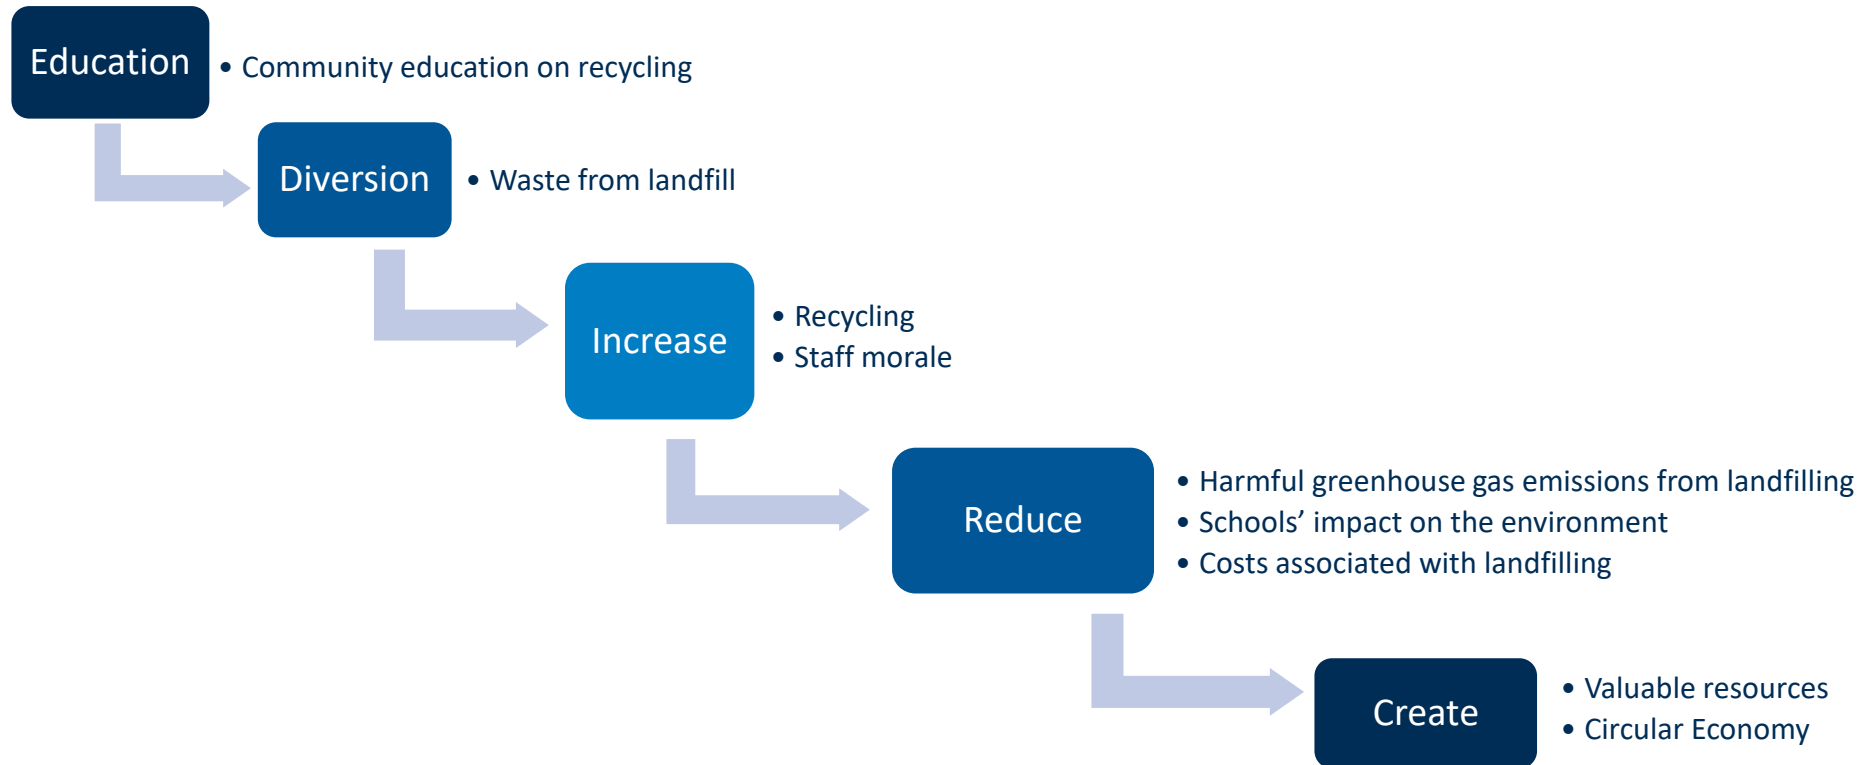 Education
• Community education on recycling
Diversion
• Waste from landfill
Increase
• Recycling
• Staff morale
Reduce
• Harmful greenhouse gas emissions from landfilling
• Schools’ impact on the environment
• Costs associated with landfilling
Create
• Valuable resources
• Circular Economy